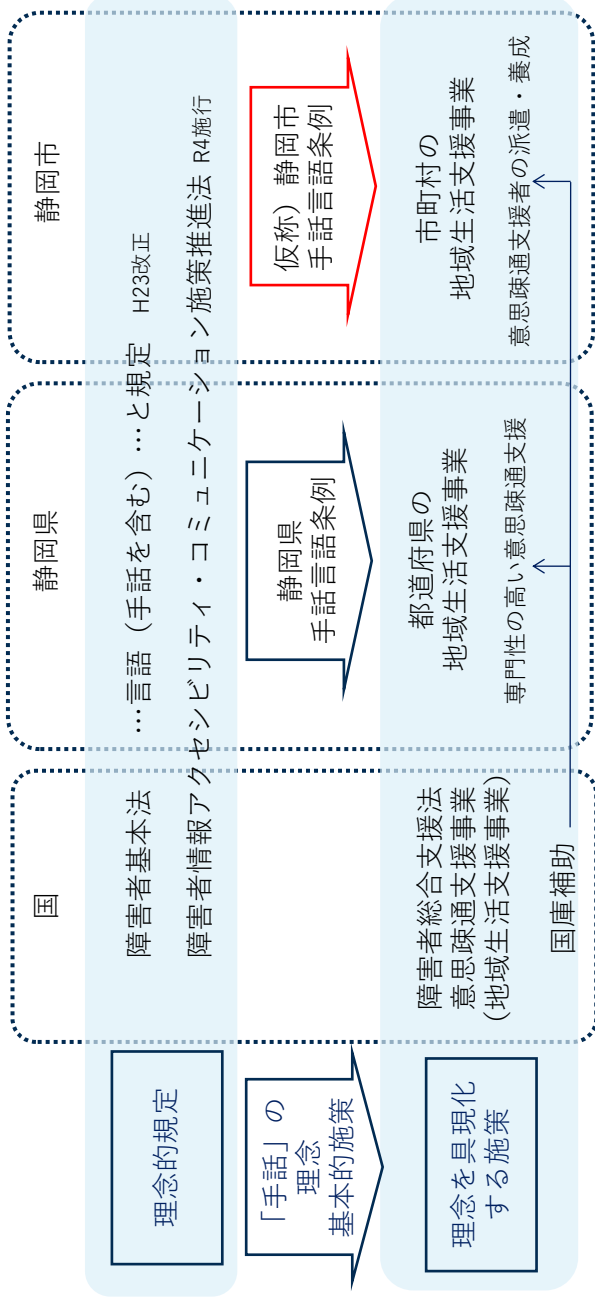 国
静岡県
静岡市
理念的規定
障害者基本法
…言語（手話を含む）…と規定 H23改正
障害者情報アクセシビリティ・コミュニケーション施策推進法 R4施行
「手話」の
理念
基本的施策
静岡県
手話言語条例
仮称）静岡市
手話言語条例
理念を具現化
する施策
障害者総合支援法
意思疎通支援事業
(地域生活支援事業)
都道府県の
地域生活支援事業
市町村の
地域生活支援事業
専門性の高い意思疎通支援
意思疎通支援者の派遣・養成
国庫補助